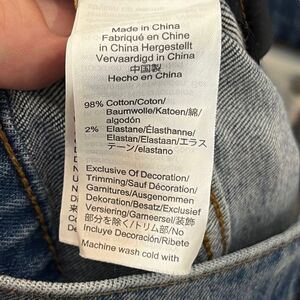 Made in China
Fabriqué en Chine
in China Hergestellt
Vervaardigd in China
中国製
Hecho en China
98% Cotton/Coton/
Baumwolle/Katoen/綿/
algodón
2% Elastane/Élasthanne/
Elastan/Elastaan/エラス
テーン/elastano
Exclusive Of Decoration/
Trimming/Sauf Décoration/
Garnitures/Ausgenommen
Dekoration/Besatz/Exclusief
Versiering/Garneersel/装飾
部分を除く/トリム部/No
Incluye Decoración/Ribete
Machine wash cold with